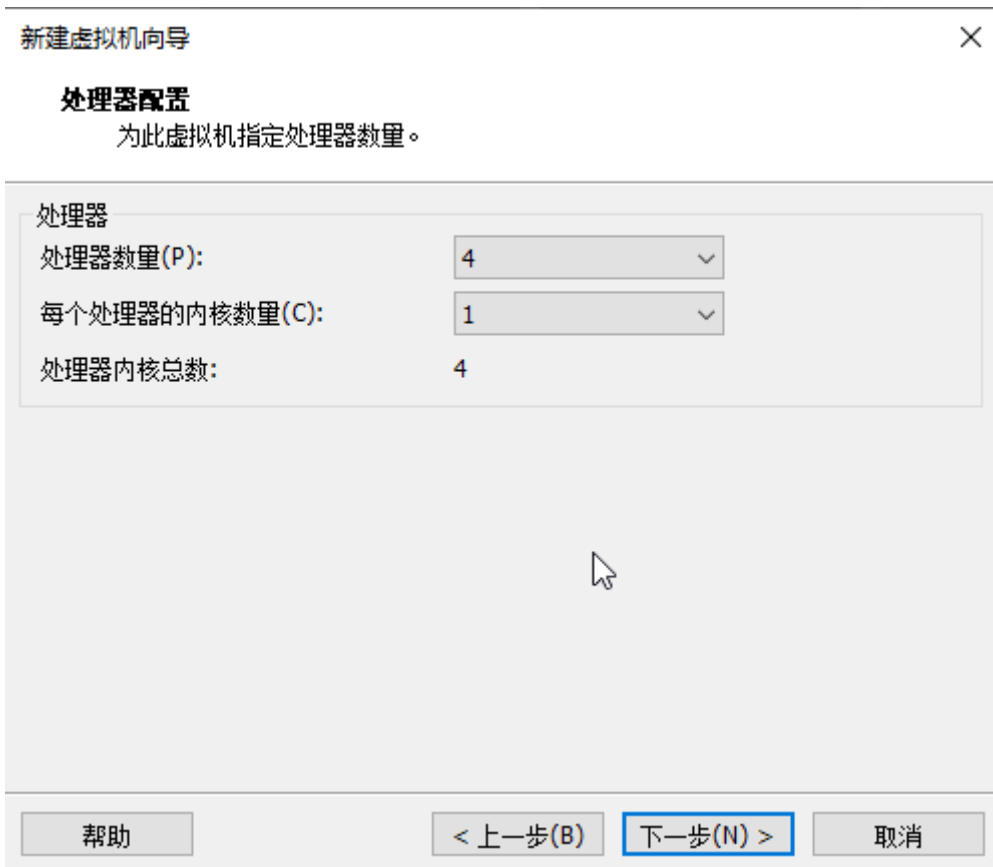 新建虚拟机向导
处理器配置
为此虚拟机指定处理器数量。
处理器
处理器数量(P): 4
每个处理器的内核数量(C): 1
处理器内核总数: 4
帮助 < 上一步(B) 下一步(N) > 取消